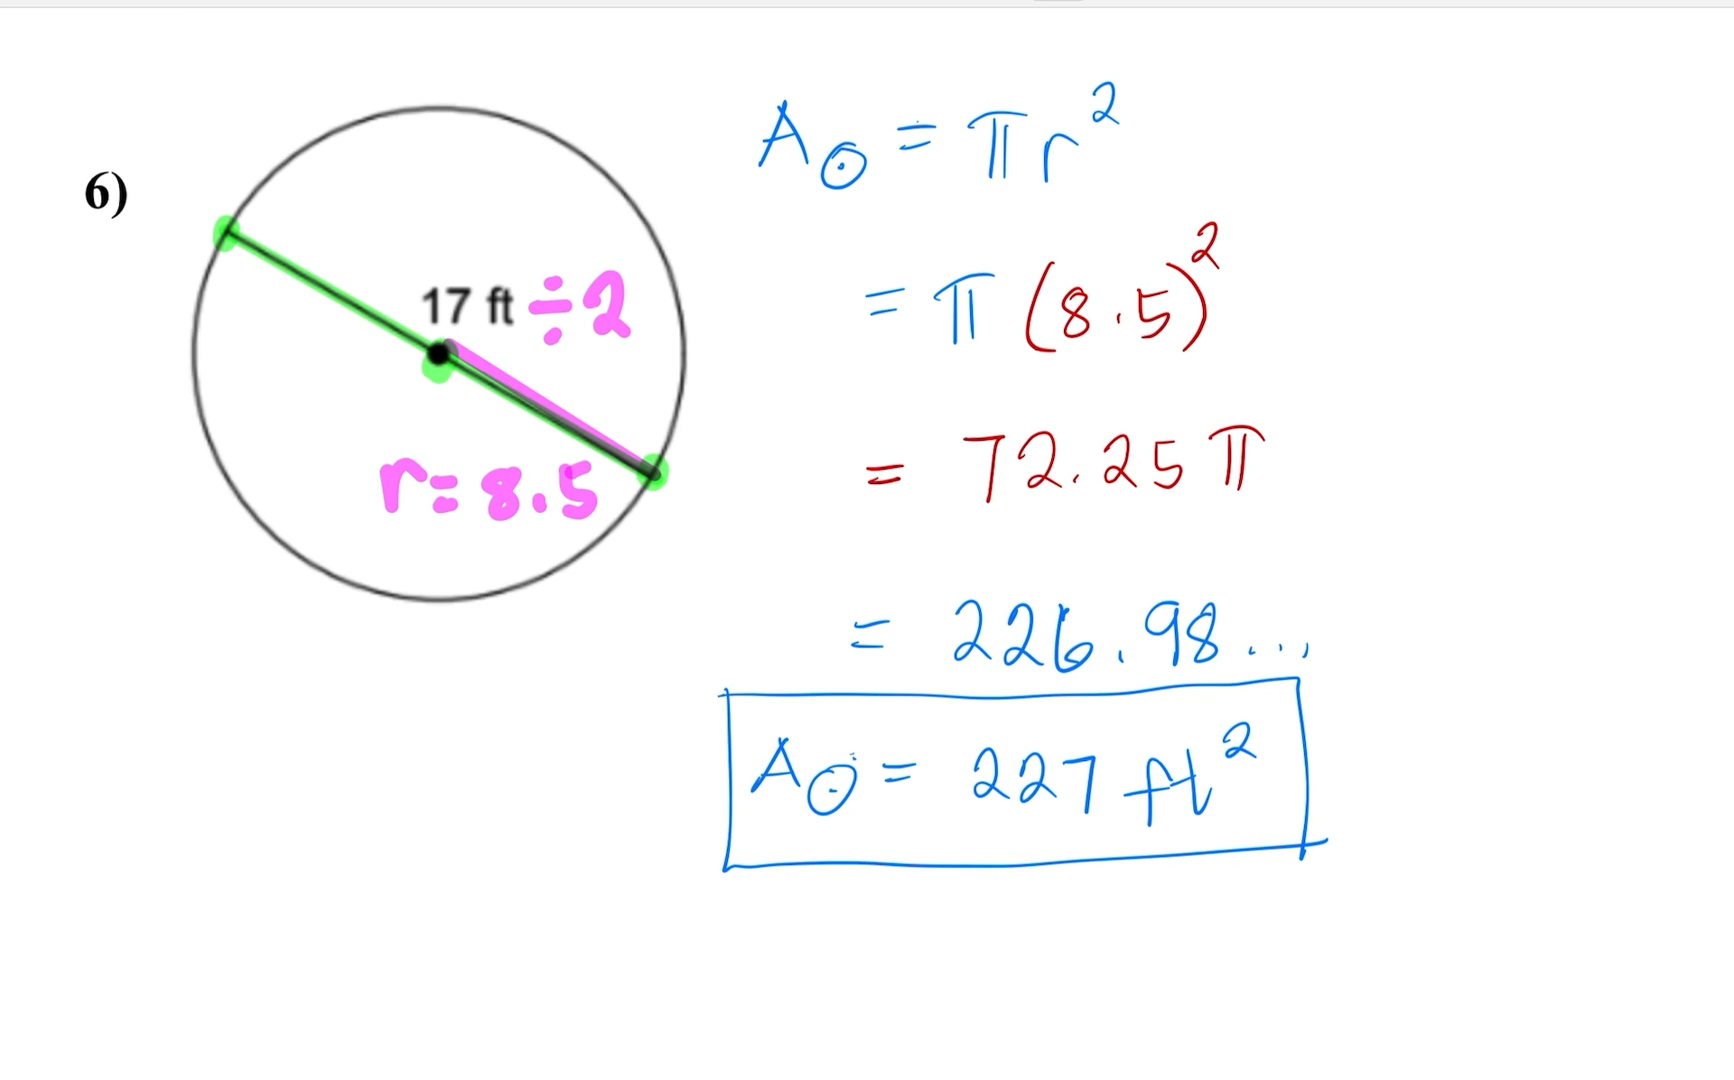 6)
17 ft ÷2
r=8.5
A⊙ = πr²
= π(8.5)²
= 72.25π
= 226.98...
A⊙ = 227 ft²